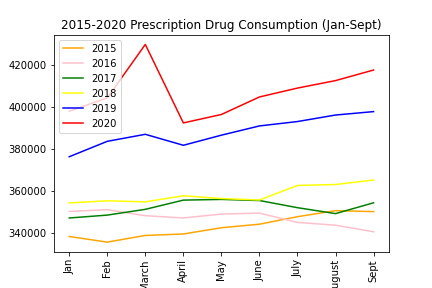 2015-2020 Prescription Drug Consumption (Jan-Sept)
2015
2016
2017
2018
2019
2020
420000
400000
380000
360000
340000
Jan
Feb
March
April
May
June
July
August
Sept